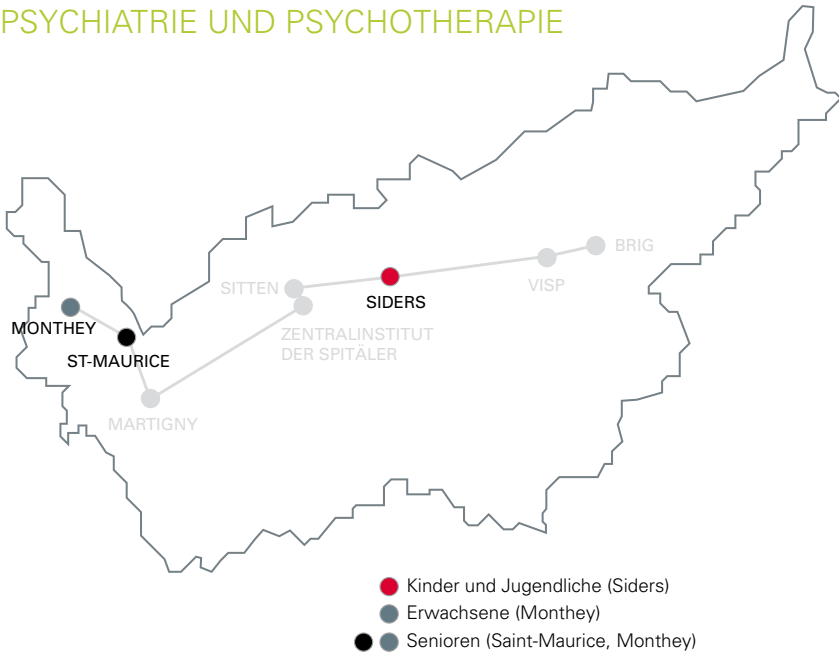 PSYCHIATRIE UND PSYCHOTHERAPIE
BRIG
VISP
SITTEN
SIDERS
ZENTRALINSTITUT
DER SPITÄLER
MONTHEY
ST-MAURICE
MARTIGNY
Kinder und Jugendliche (Siders)
Erwachsene (Monthey)
Senioren (Saint-Maurice, Monthey)